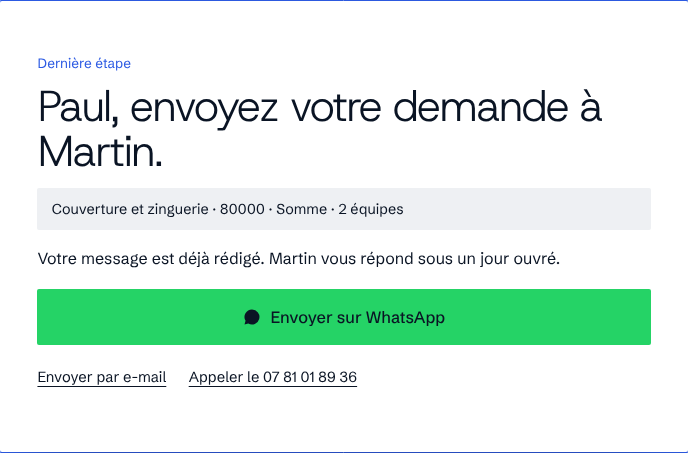 Dernière étape
Paul, envoyez votre demande à
Martin.
Couverture et zinguerie · 80000 · Somme · 2 équipes
Votre message est déjà rédigé. Martin vous répond sous un jour ouvré.
Envoyer sur WhatsApp
Envoyer par e-mail Appeler le 07 81 01 89 36